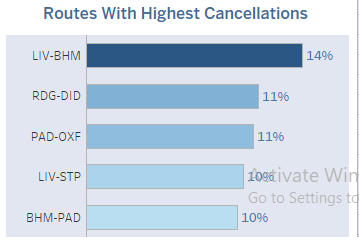 Routes With Highest Cancellations
LIV-BHM 14%
RDG-DID 11%
PAD-OXF 11%
LIV-STP 10%
Activate Win
Go to Settings to
BHM-PAD 10%